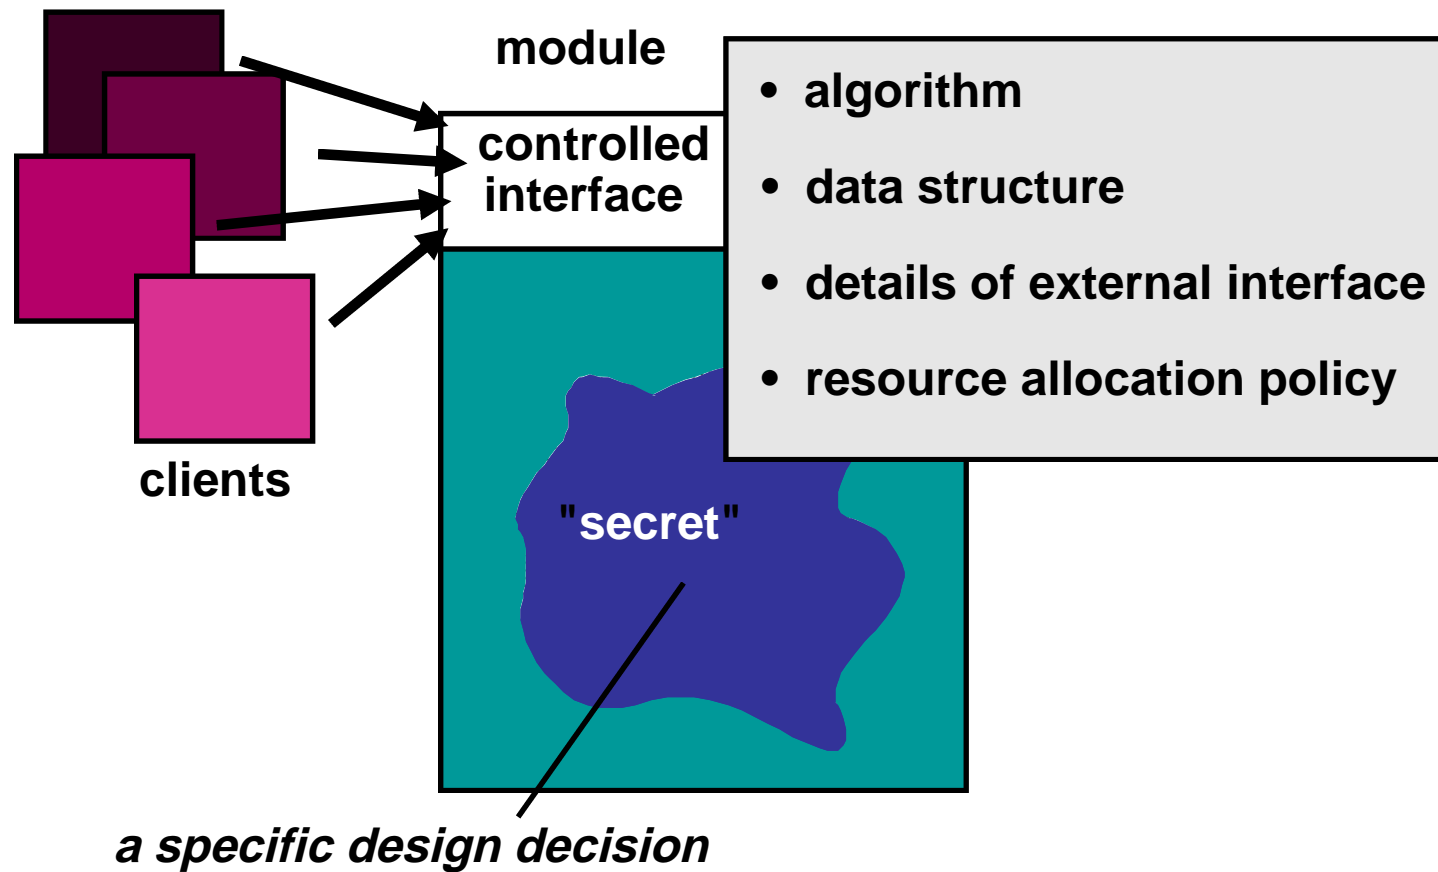 module
controlled
interface
• algorithm
• data structure
• details of external interface
• resource allocation policy
clients
"secret"
a specific design decision